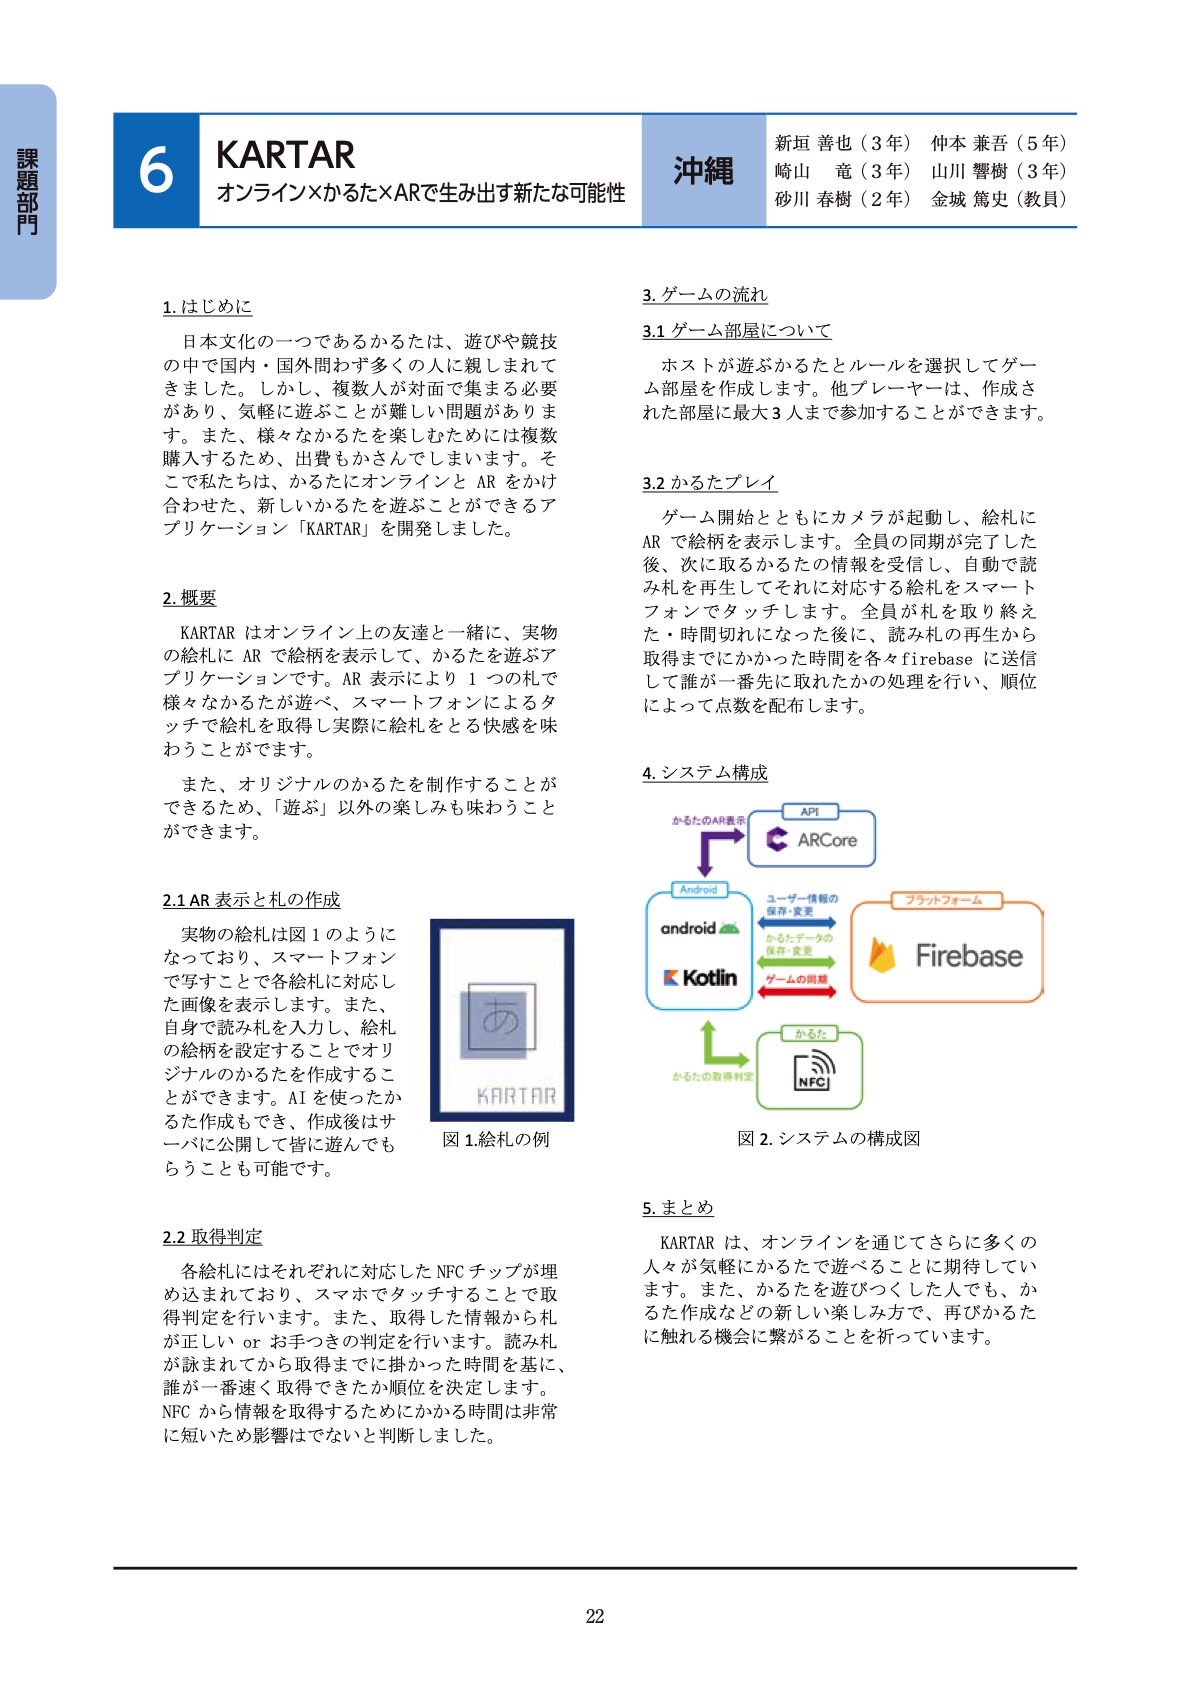 課題部門
6
KARTAR
オンライン×かるた×ARで生み出す新たな可能性
沖縄
新垣 善也（３年）　仲本 兼吾（５年）
崎山　 竜（３年）　山川 響樹（３年）
砂川 春樹（２年）　金城 篤史（教員）
1. はじめに
日本文化の一つであるかるたは、遊びや競技
の中で国内・国外問わず多くの人に親しまれて
きました。しかし、複数人が対面で集まる必要
があり、気軽に遊ぶことが難しい問題がありま
す。また、様々なかるたを楽しむためには複数
購入するため、出費もかさんでしまいます。そ
こで私たちは、かるたにオンラインと AR をかけ
合わせた、新しいかるたを遊ぶことができるア
プリケーション「KARTAR」を開発しました。
2. 概要
KARTAR はオンライン上の友達と一緒に、実物
の絵札に AR で絵柄を表示して、かるたを遊ぶア
プリケーションです。AR 表示により 1 つの札で
様々なかるたが遊べ、スマートフォンによるタ
ッチで絵札を取得し実際に絵札をとる快感を味
わうことがでます。
また、オリジナルのかるたを制作することが
できるため、「遊ぶ」以外の楽しみも味わうこと
ができます。
2.1 AR 表示と札の作成
実物の絵札は図 1 のように
なっており、スマートフォン
で写すことで各絵札に対応し
た画像を表示します。また、
自身で読み札を入力し、絵札
の絵柄を設定することでオリ
ジナルのかるたを作成するこ
とができます。AI を使ったか
るた作成もでき、作成後はサ
ーバに公開して皆に遊んでも
らうことも可能です。
あ
KARTAR
図 1.絵札の例
2.2 取得判定
各絵札にはそれぞれに対応した NFC チップが埋
め込まれており、スマホでタッチすることで取
得判定を行います。また、取得した情報から札
が正しい or お手つきの判定を行います。読み札
が詠まれてから取得までに掛かった時間を基に、
誰が一番速く取得できたか順位を決定します。
NFC から情報を取得するためにかかる時間は非常
に短いため影響はでないと判断しました。
3. ゲームの流れ
3.1 ゲーム部屋について
ホストが遊ぶかるたとルールを選択してゲー
ム部屋を作成します。他プレーヤーは、作成さ
れた部屋に最大 3 人まで参加することができます。
3.2 かるたプレイ
ゲーム開始とともにカメラが起動し、絵札に
AR で絵柄を表示します。全員の同期が完了した
後、次に取るかるたの情報を受信し、自動で読
み札を再生してそれに対応する絵札をスマート
フォンでタッチします。全員が札を取り終え
た・時間切れになった後に、読み札の再生から
取得までにかかった時間を各々firebase に送信
して誰が一番先に取れたかの処理を行い、順位
によって点数を配布します。
4. システム構成
かるたのAR表示
API
ARCore
Android
android
Kotlin
ユーザー情報の
保存・変更
かるたデータの
保存・変更
ゲームの同期
プラットフォーム
Firebase
かるたの取得判定
かるた
NFC
図 2. システムの構成図
5. まとめ
KARTAR は、オンラインを通じてさらに多くの
人々が気軽にかるたで遊べることに期待してい
ます。また、かるたを遊びつくした人でも、か
るた作成などの新しい楽しみ方で、再びかるた
に触れる機会に繋がることを祈っています。
22